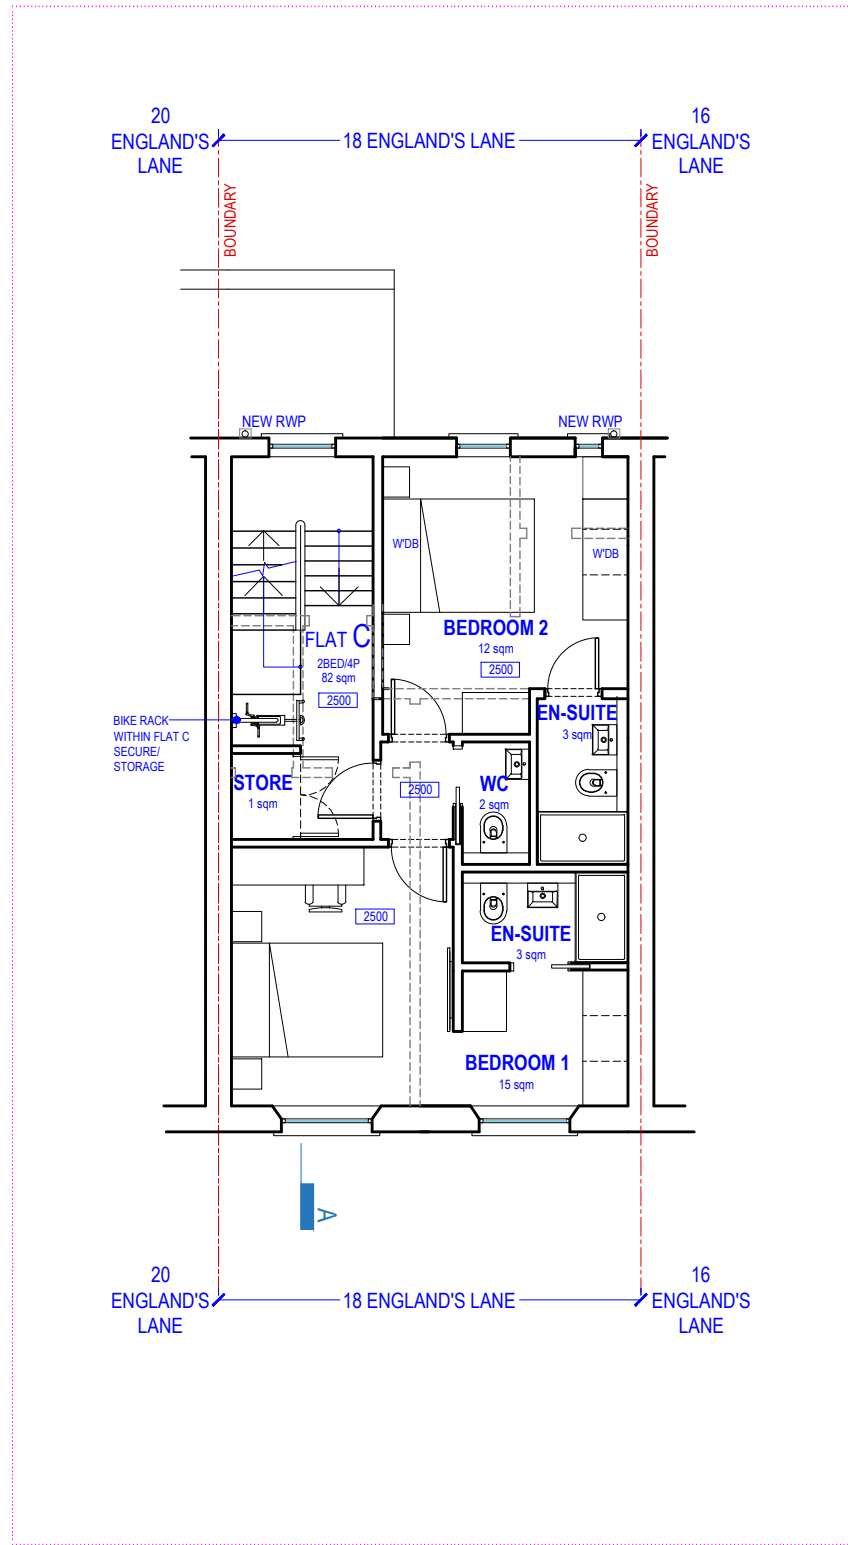 20
ENGLAND'S
LANE
18 ENGLAND'S LANE
16
ENGLAND'S
LANE
BOUNDARY
BOUNDARY
NEW RWP
NEW RWP
W'DB
W'DB
BEDROOM 2
12 sqm
2500
FLAT C
2BED/4P
82 sqm
2500
EN-SUITE
3 sqm
BIKE RACK
WITHIN FLAT C
SECURE/
STORAGE
STORE
1 sqm
2500
WC
2 sqm
2500
EN-SUITE
3 sqm
BEDROOM 1
15 sqm
A
20
ENGLAND'S
LANE
18 ENGLAND'S LANE
16
ENGLAND'S
LANE